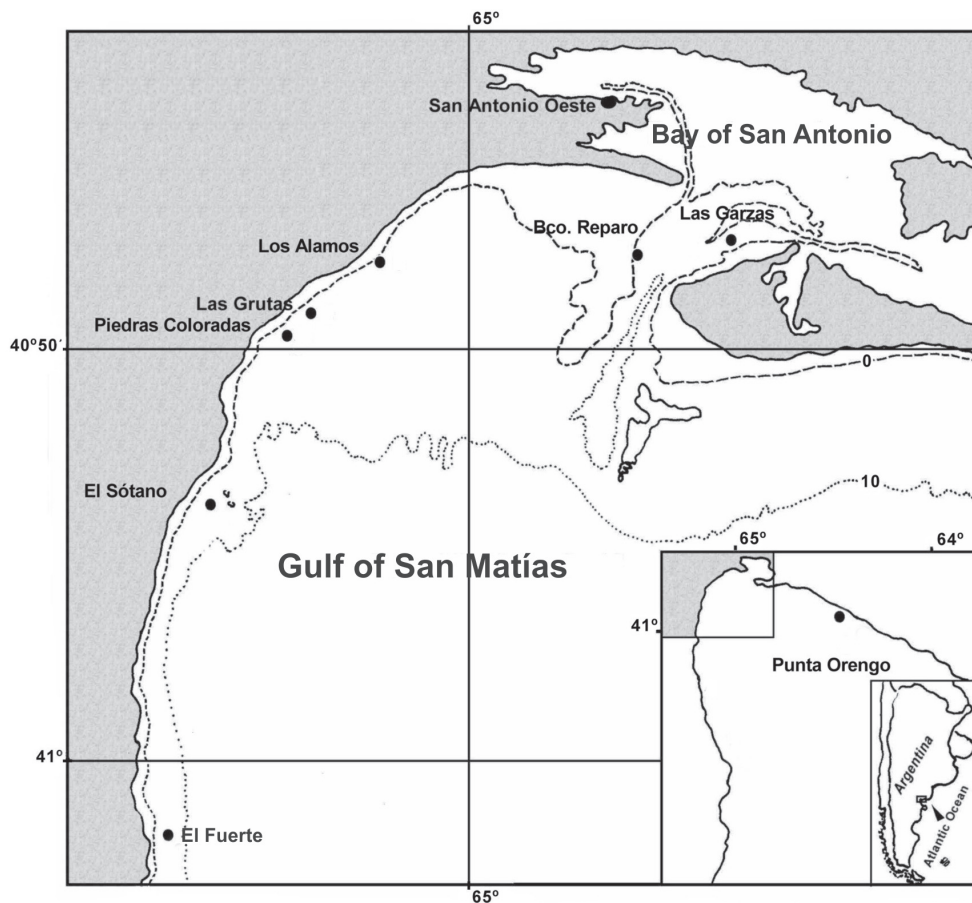 65º
San Antonio Oeste
Bay of San Antonio
Las Garzas
Bco. Reparo
Los Alamos
Las Grutas
Piedras Coloradas
40º50´
0
El Sótano
10
Gulf of San Matías
65º
64º
41º
Punta Orengo
Argentina
Atlantic Ocean
41º
El Fuerte
65º